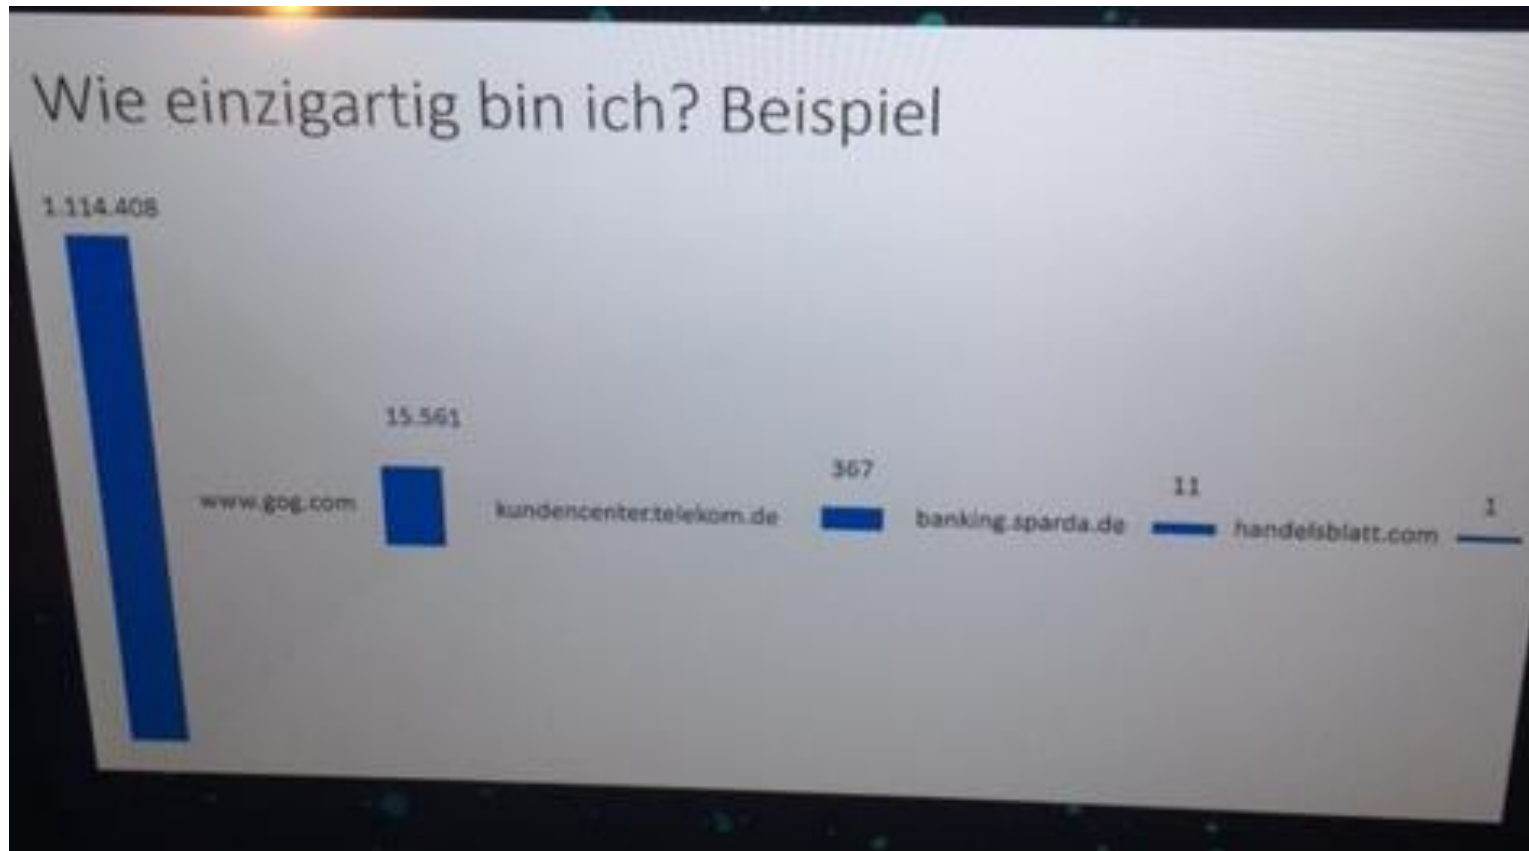 Wie einzigartig bin ich? Beispiel
1.114.408
www.gog.com
15.561
kundencenter.telekom.de
367
banking.sparda.de
11
handelsblatt.com
1